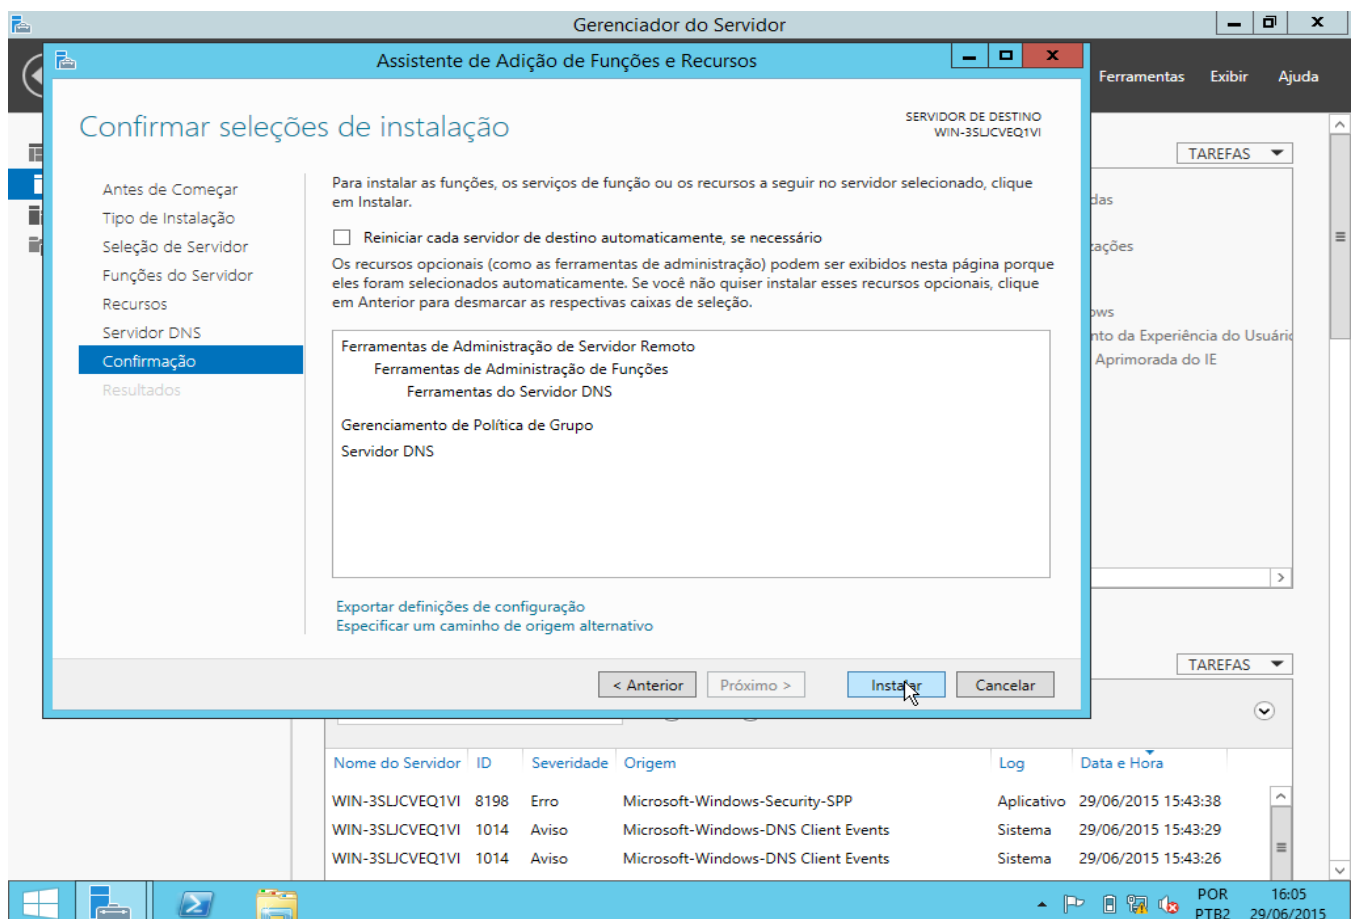 Gerenciador do Servidor
Assistente de Adição de Funções e Recursos
Ferramentas Exibir Ajuda
Confirmar seleções de instalação
SERVIDOR DE DESTINO
WIN-3SLJCVEQ1VI
TAREFAS
Antes de Começar
Tipo de Instalação
Seleção de Servidor
Funções do Servidor
Recursos
Servidor DNS
Confirmação
Resultados
Para instalar as funções, os serviços de função ou os recursos a seguir no servidor selecionado, clique
em Instalar.
Reiniciar cada servidor de destino automaticamente, se necessário
Os recursos opcionais (como as ferramentas de administração) podem ser exibidos nesta página porque
eles foram selecionados automaticamente. Se você não quiser instalar esses recursos opcionais, clique
em Anterior para desmarcar as respectivas caixas de seleção.
Ferramentas de Administração de Servidor Remoto
Ferramentas de Administração de Funções
Ferramentas do Servidor DNS
Gerenciamento de Política de Grupo
Servidor DNS
das
zações
ows
nto da Experiência do Usuário
Aprimorada do IE
Exportar definições de configuração
Especificar um caminho de origem alternativo
< Anterior Próximo > Instalar Cancelar
TAREFAS
Nome do Servidor ID Severidade Origem Log Data e Hora
WIN-3SLJCVEQ1VI 8198 Erro Microsoft-Windows-Security-SPP Aplicativo 29/06/2015 15:43:38
WIN-3SLJCVEQ1VI 1014 Aviso Microsoft-Windows-DNS Client Events Sistema 29/06/2015 15:43:29
WIN-3SLJCVEQ1VI 1014 Aviso Microsoft-Windows-DNS Client Events Sistema 29/06/2015 15:43:26
POR 16:05
PTB2 29/06/2015